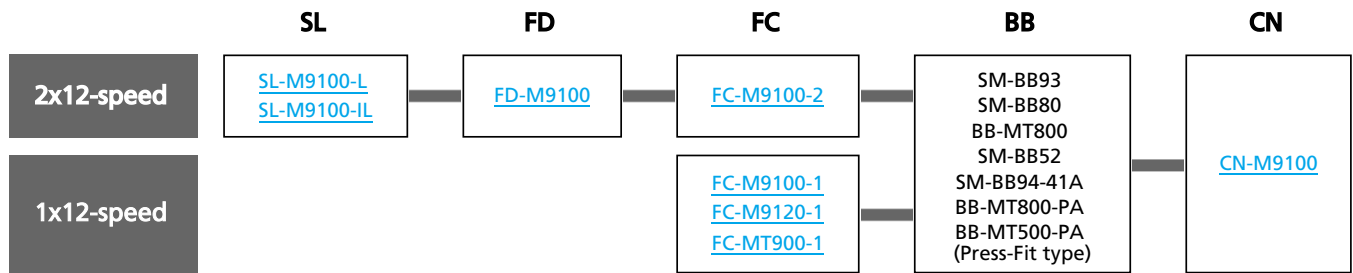 SL FD FC BB CN
2x12-speed
SL-M9100-L
SL-M9100-IL
FD-M9100
FC-M9100-2
1x12-speed
FC-M9100-1
FC-M9120-1
FC-MT900-1
SM-BB93
SM-BB80
BB-MT800
SM-BB52
SM-BB94-41A
BB-MT800-PA
BB-MT500-PA
(Press-Fit type)
CN-M9100